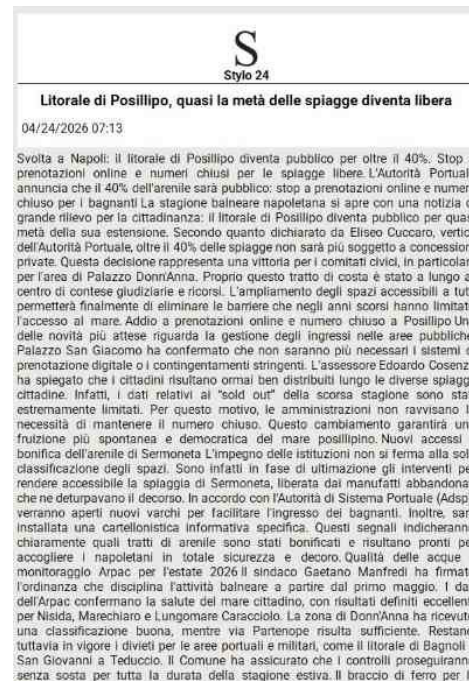 S
Stylo 24
Litorale di Posillipo, quasi la metà delle spiagge diventa libera
04/24/2026 07:13
Svolta a Napoli: il litorale di Posillipo diventa pubblico per oltre il 40%. Stop
prenotazioni online e numeri chiusi per le spiagge libere. L'Autorità Portual
annuncia che il 40% dell'arenile sarà pubblico: stop a prenotazioni online e numer
chiuso per i bagnanti La stagione balneare napoletana si apre con una notizia d
grande rilievo per la cittadinanza: il litorale di Posillipo diventa pubblico per quas
metà della sua estensione. Secondo quanto dichiarato da Eliseo Cuccaro, vertic
dell'Autorità Portuale, oltre il 40% delle spiagge non sarà più soggetto a concession
private. Questa decisione rappresenta una vittoria per i comitati civici, in particolar
per l'area di Palazzo Donn'Anna. Proprio questo tratto di costa è stato a lungo a
centro di contese giudiziarie e ricorsi. L'ampliamento degli spazi accessibili a tut
permetterà finalmente di eliminare le barriere che negli anni scorsi hanno limitat
l'accesso al mare. Addio a prenotazioni online e numero chiuso a Posillipo Un
delle novità più attese riguarda la gestione degli ingressi nelle aree pubbliche
Palazzo San Giacomo ha confermato che non saranno più necessari i sistemi d
prenotazione digitale o i contingentamenti stringenti. L'assessore Edoardo Cosenz
ha spiegato che i cittadini risultano ormai ben distribuiti lungo le diverse spiagg
cittadine. Infatti, i dati relativi ai "sold out" della scorsa stagione sono stat
estremamente limitati. Per questo motivo, le amministrazioni non ravvisano l
necessità di mantenere il numero chiuso. Questo cambiamento garantirà un
fruizione più spontanea e democratica del mare posillipino. Nuovi accessi
bonifica dell'arenile di Sermoneta L'impegno delle istituzioni non si ferma alla sol
classificazione degli spazi. Sono infatti in fase di ultimazione gli interventi pe
rendere accessibile la spiaggia di Sermoneta, liberata dai manufatti abbandona
che ne deturpavano il decorso. In accordo con l'Autorità di Sistema Portuale (Adsp
verranno aperti nuovi varchi per facilitare l'ingresso dei bagnanti. Inoltre, sar
installata una cartellonistica informativa specifica. Questi segnali indicherann
chiaramente quali tratti di arenile sono stati bonificati e risultano pronti pe
accogliere i napoletani in totale sicurezza e decoro. Qualità delle acque
monitoraggio Arpac per l'estate 2026 Il sindaco Gaetano Manfredi ha firmat
l'ordinanza che disciplina l'attività balneare a partire dal primo maggio. I da
dell'Arpac confermano la salute del mare cittadino, con risultati definiti eccellen
per Nisida, Marechiaro e Lungomare Caracciolo. La zona di Donn'Anna ha ricevut
una classificazione buona, mentre via Partenope risulta sufficiente. Restan
tuttavia in vigore i divieti per le aree portuali e militari, come il litorale di Bagnoli
San Giovanni a Teduccio. Il Comune ha assicurato che i controlli proseguirann
senza sosta per tutta la durata della stagione estiva. Il braccio di ferro per l